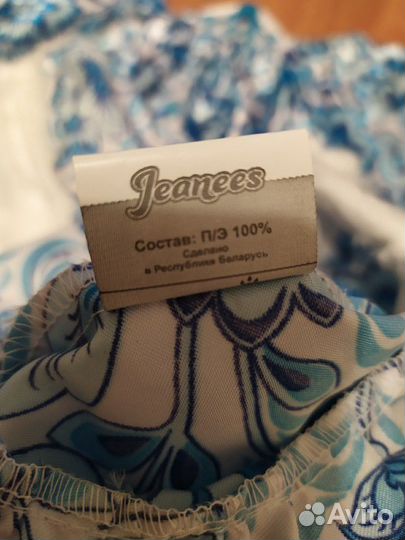 Jeanees
Состав: П/Э 100%
Сделано
в Республике Беларусь
Avito